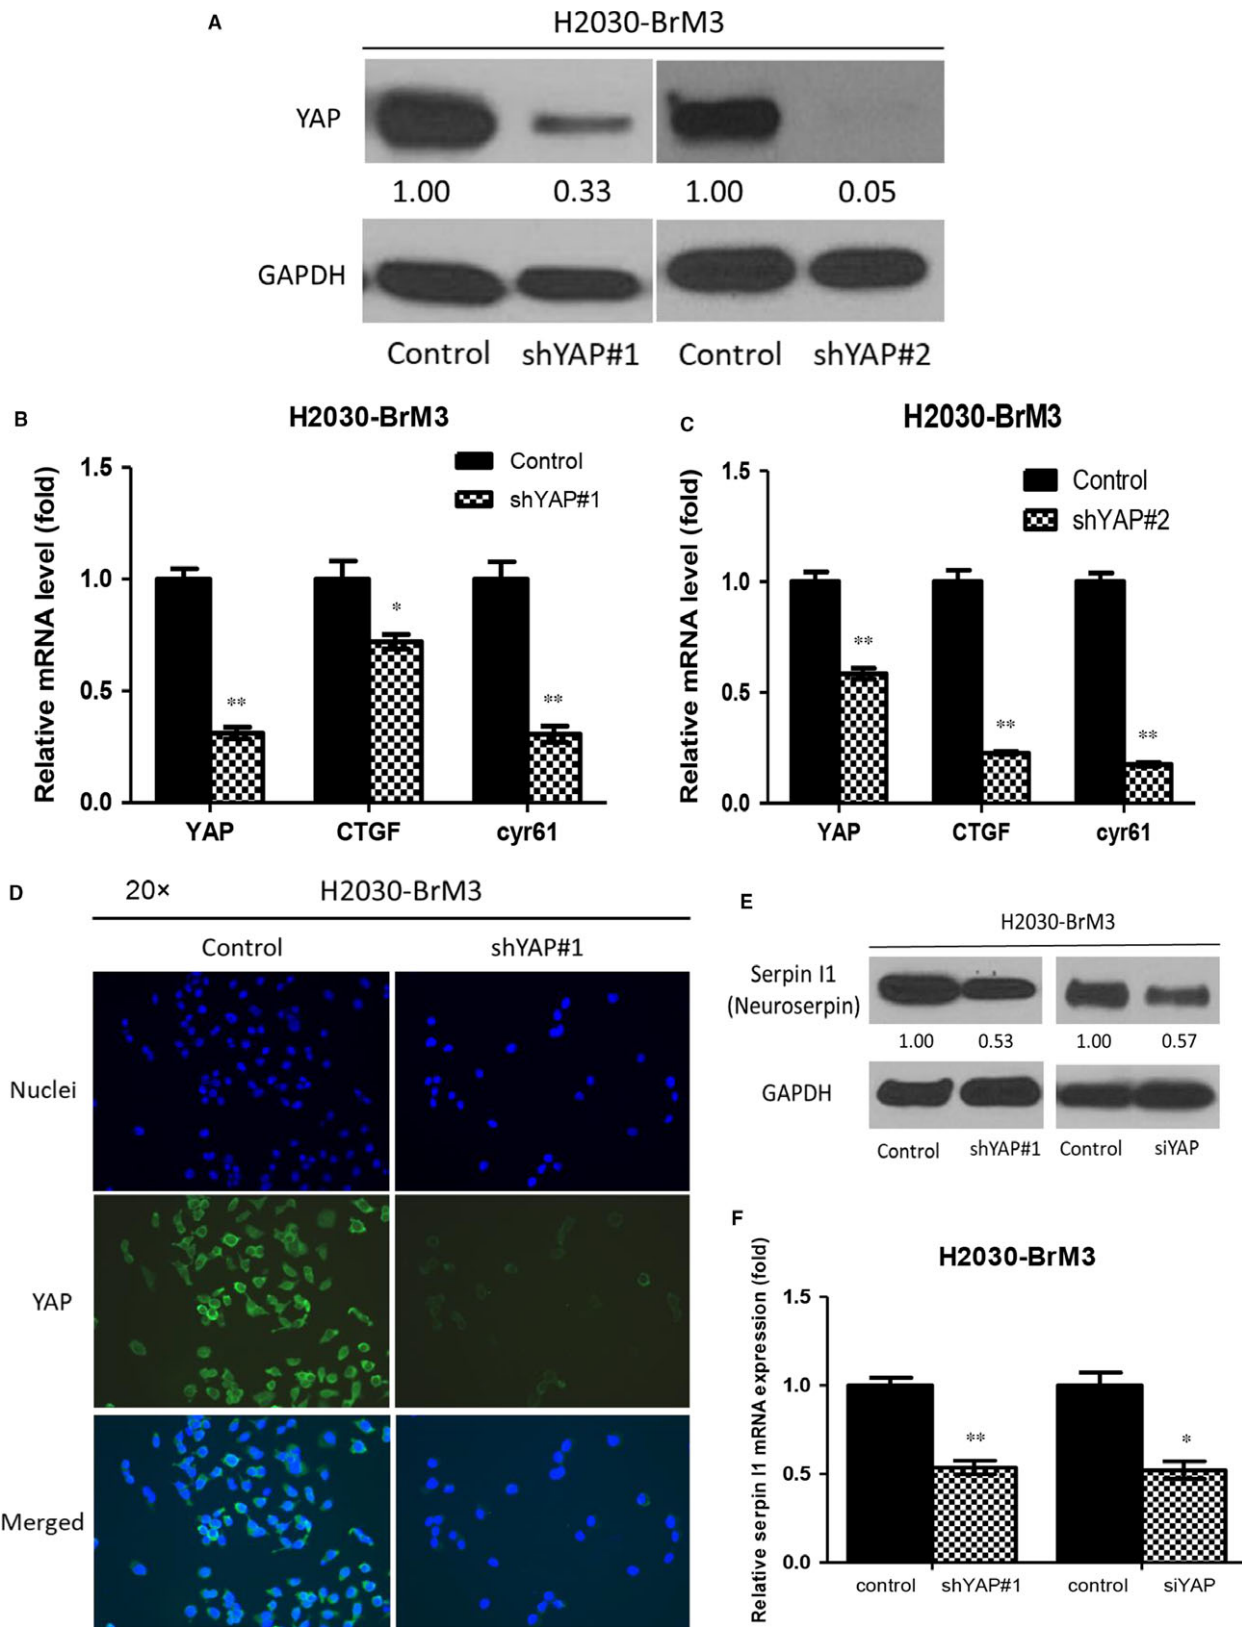 A
H2030-BrM3
YAP
1.00 0.33 1.00 0.05
GAPDH
Control shYAP#1 Control shYAP#2
B
H2030-BrM3
Control
shYAP#1
Relative mRNA level (fold)
1.5
1.0
0.5
0.0
** * **
YAP CTGF cyr61
C
H2030-BrM3
Control
shYAP#2
Relative mRNA level (fold)
1.5
1.0
0.5
0.0
** ** **
YAP CTGF cyr61
D
20× H2030-BrM3
Control shYAP#1
Nuclei
YAP
Merged
E
H2030-BrM3
Serpin I1
(Neuroserpin)
1.00 0.53 1.00 0.57
GAPDH
Control shYAP#1 Control siYAP
F
H2030-BrM3
Relative serpin I1 mRNA expression (fold)
1.5
1.0
0.5
0.0
** *
control shYAP#1 control siYAP